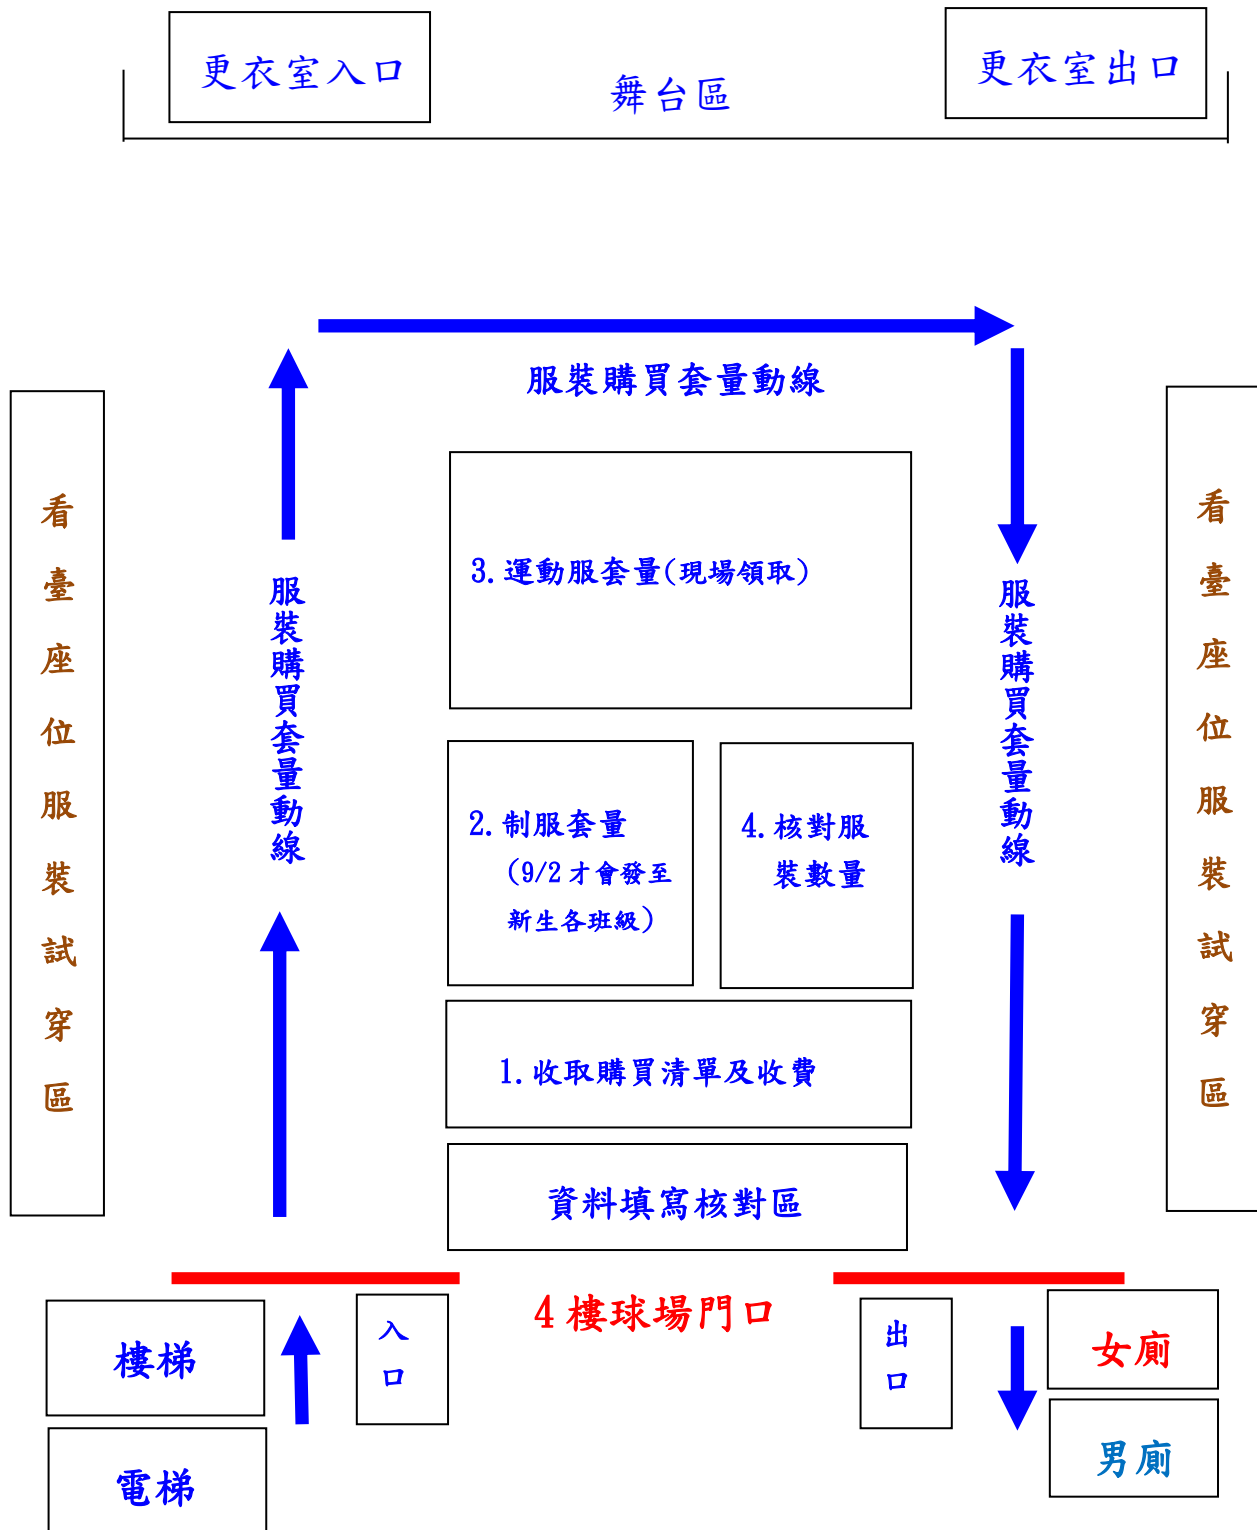 更衣室入口
舞台區
更衣室出口
服裝購買套量動線
看臺座位服裝試穿區
服裝購買套量動線
3.運動服套量(現場領取)
服裝購買套量動線
看臺座位服裝試穿區
2.制服套量
(9/2才會發至
新生各班級)
4.核對服
裝數量
1.收取購買清單及收費
資料填寫核對區
4樓球場門口
樓梯
入口
出口
女廁
電梯
男廁